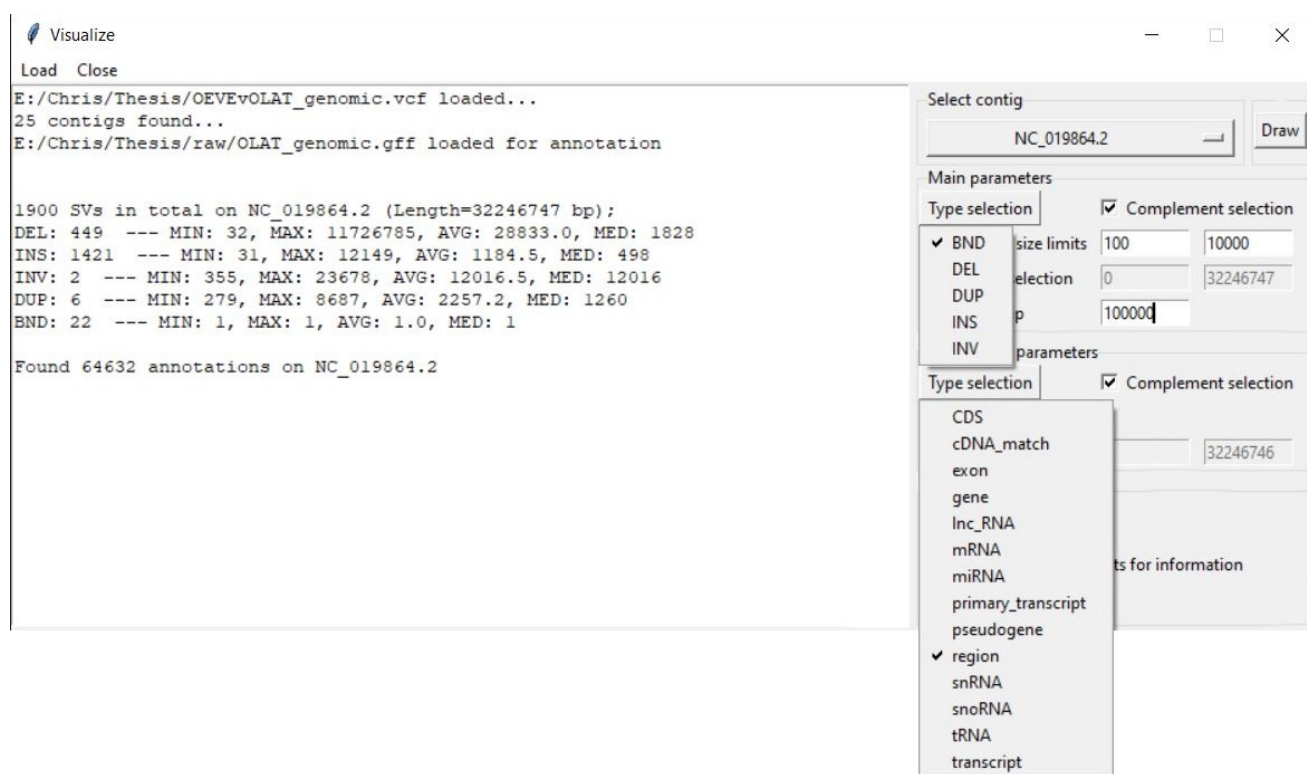 Visualize
Load Close
E:/Chris/Thesis/OEVEvOLAT_genomic.vcf loaded...
25 contigs found...
E:/Chris/Thesis/raw/OLAT_genomic.gff loaded for annotation
1900 SVs in total on NC_019864.2 (Length=32246747 bp);
DEL: 449 --- MIN: 32, MAX: 11726785, AVG: 28833.0, MED: 1828
INS: 1421 --- MIN: 31, MAX: 12149, AVG: 1184.5, MED: 498
INV: 2 --- MIN: 355, MAX: 23678, AVG: 12016.5, MED: 12016
DUP: 6 --- MIN: 279, MAX: 8687, AVG: 2257.2, MED: 1260
BND: 22 --- MIN: 1, MAX: 1, AVG: 1.0, MED: 1
Found 64632 annotations on NC_019864.2
Select contig
NC_019864.2 Draw
Main parameters
Type selection ✔ Complement selection
✔ BND size limits 100 10000
DEL election 0 32246747
DUP
INS p 100000
INV
parameters
Type selection ✔ Complement selection
CDS
cDNA_match 32246746
exon
gene
lnc_RNA
mRNA
miRNA ts for information
primary_transcript
pseudogene
✔ region
snRNA
snoRNA
tRNA
transcript